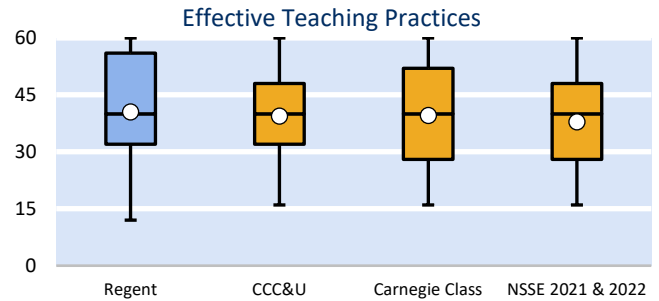 Effective Teaching Practices
60
45
30
15
0
Regent CCC&U Carnegie Class NSSE 2021 & 2022